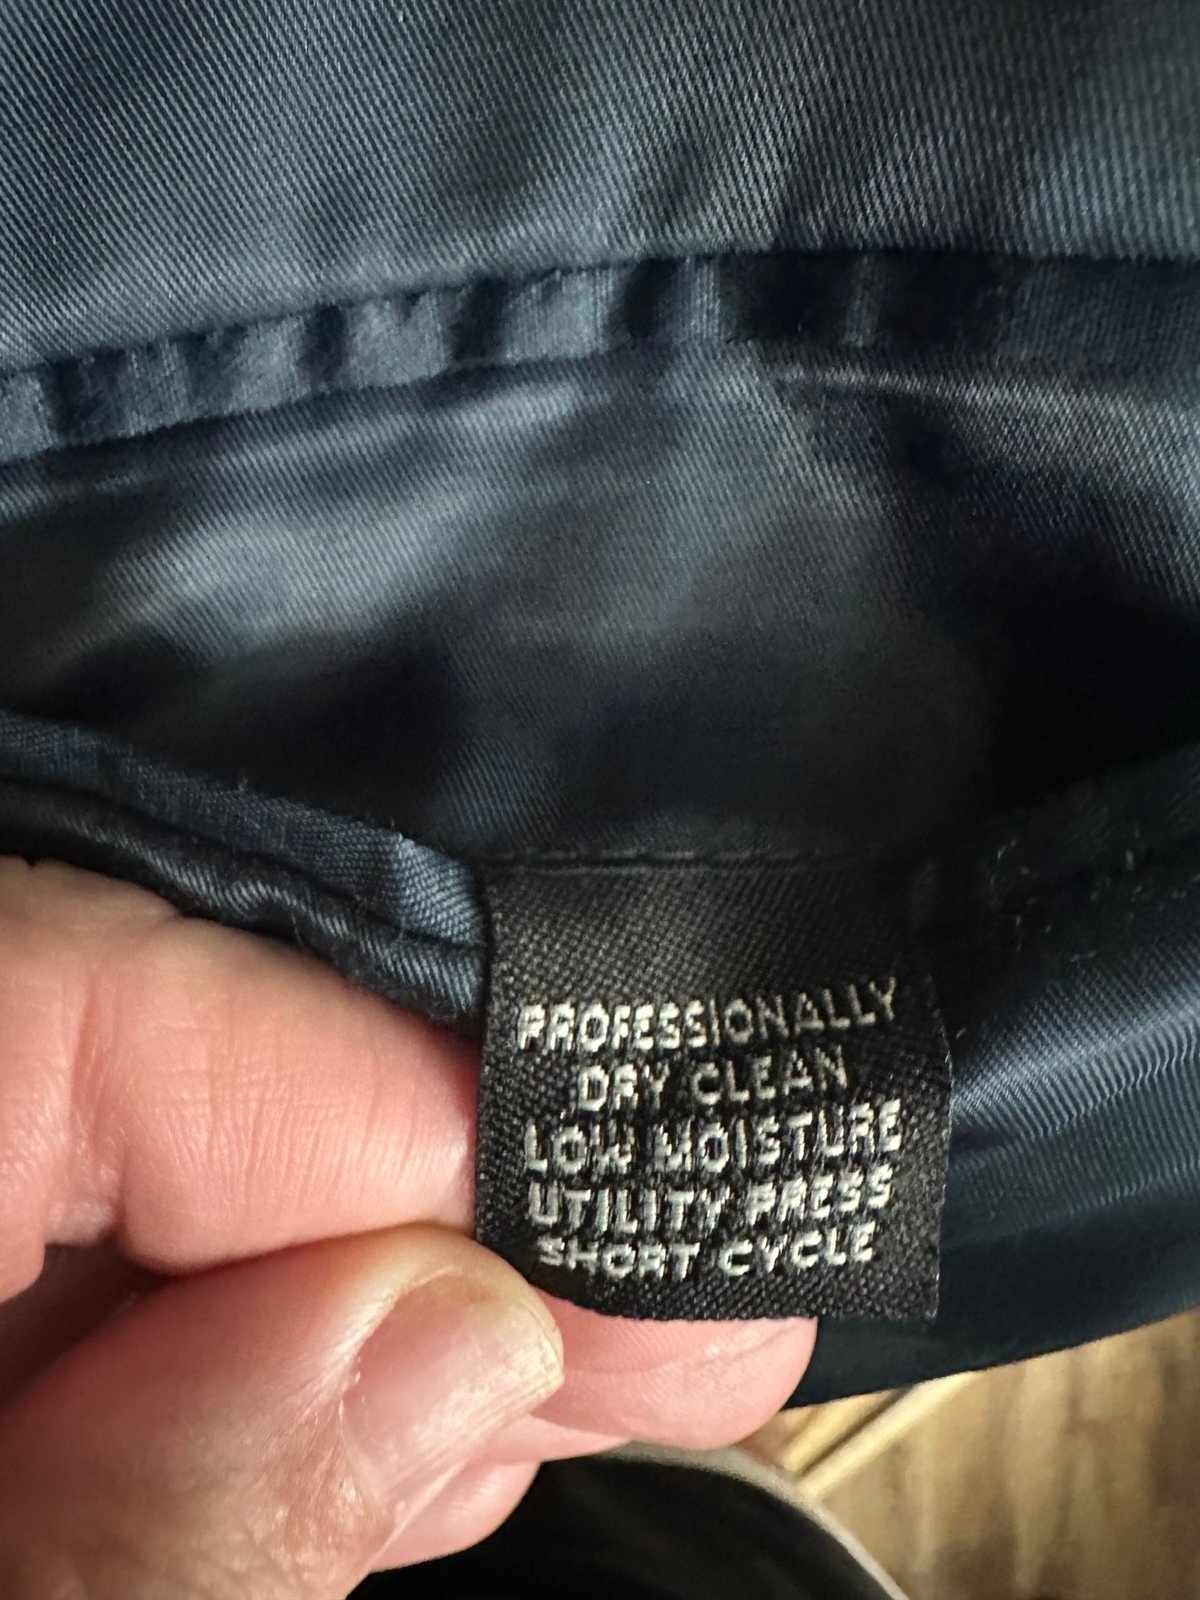 PROFESSIONALLY
DRY CLEAN
LOW MOISTURE
UTILITY PRESS
SHORT CYCLE